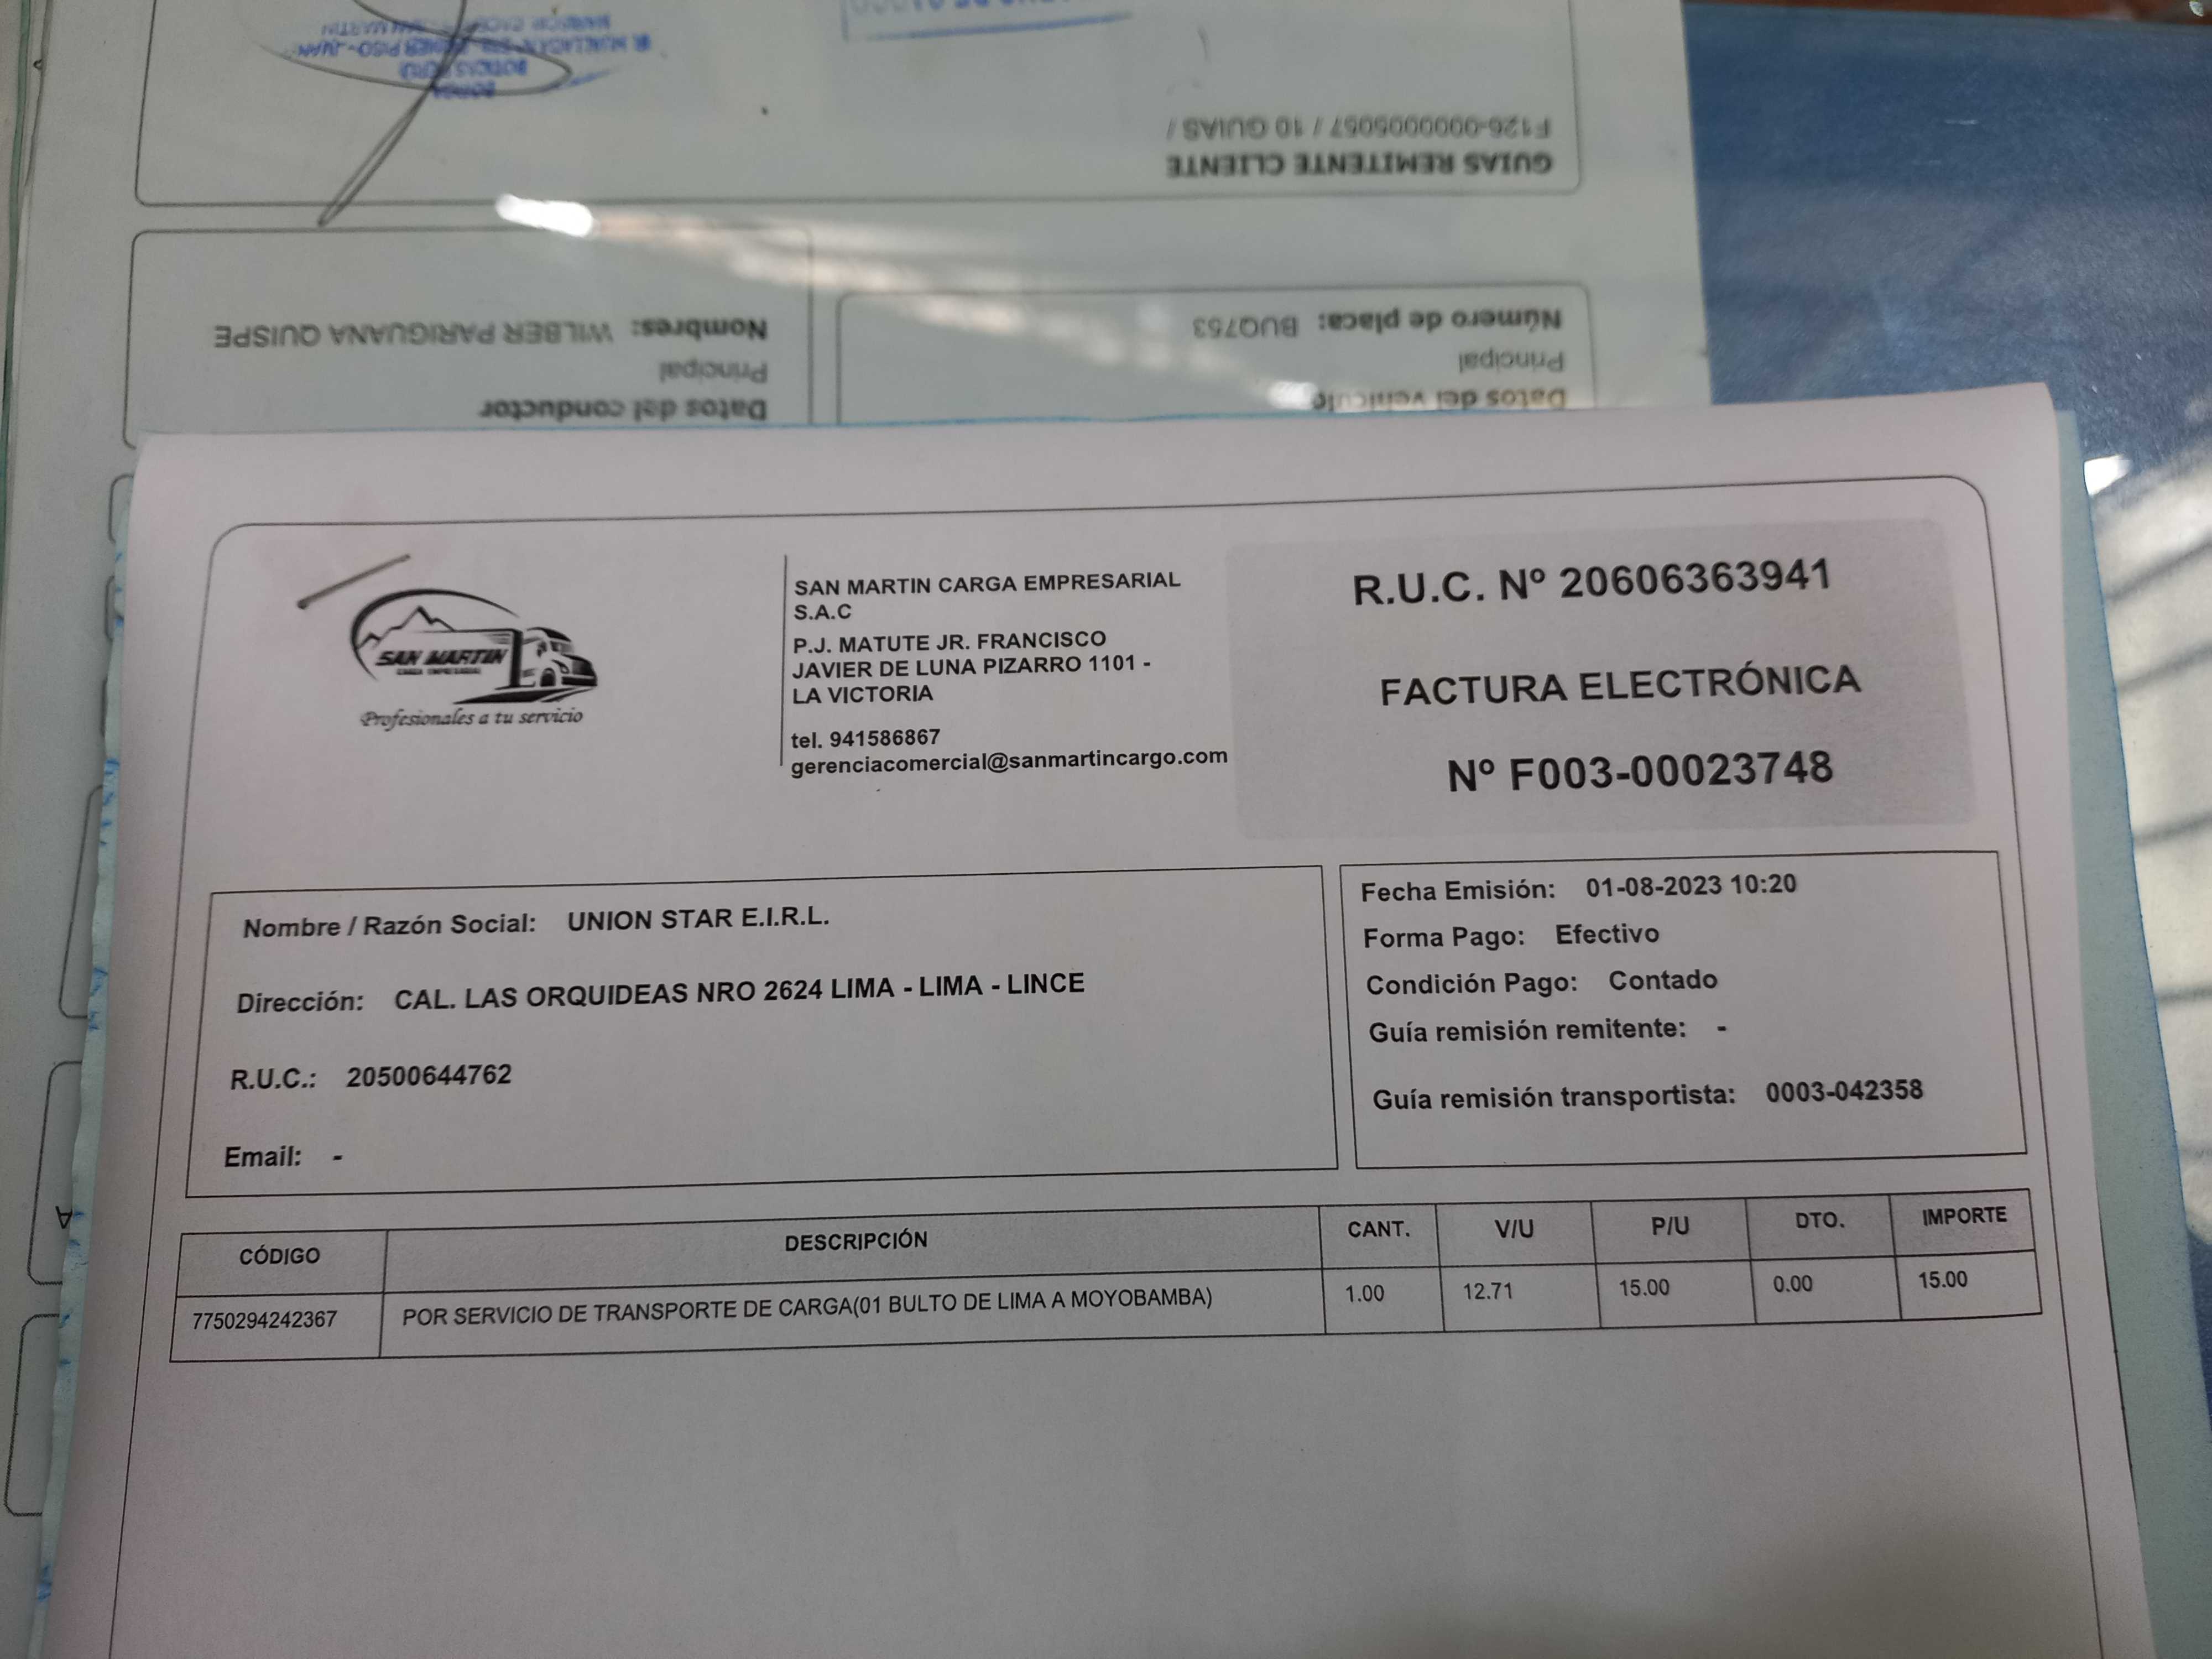 F126-0000005057 / 10 GUIAS /
GUIAS REMITENTE CLIENTE
Nombres: WILBER PARIGUANA QUISPE
Principal
Datos del conductor
Número de placa: BUQ753
Principal
Datos del vehículo
SAN MARTIN
CARGA EMPRESARIAL
Profesionales a tu servicio
SAN MARTIN CARGA EMPRESARIAL
S.A.C
P.J. MATUTE JR. FRANCISCO
JAVIER DE LUNA PIZARRO 1101 -
LA VICTORIA
tel. 941586867
gerenciacomercial@sanmartincargo.com
R.U.C. Nº 20606363941
FACTURA ELECTRÓNICA
Nº F003-00023748
Nombre / Razón Social: UNION STAR E.I.R.L.
Dirección: CAL. LAS ORQUIDEAS NRO 2624 LIMA - LIMA - LINCE
R.U.C.: 20500644762
Email: -
Fecha Emisión: 01-08-2023 10:20
Forma Pago: Efectivo
Condición Pago: Contado
Guía remisión remitente: -
Guía remisión transportista: 0003-042358
CÓDIGO DESCRIPCIÓN CANT. V/U P/U DTO. IMPORTE
7750294242367 POR SERVICIO DE TRANSPORTE DE CARGA(01 BULTO DE LIMA A MOYOBAMBA) 1.00 12.71 15.00 0.00 15.00
A